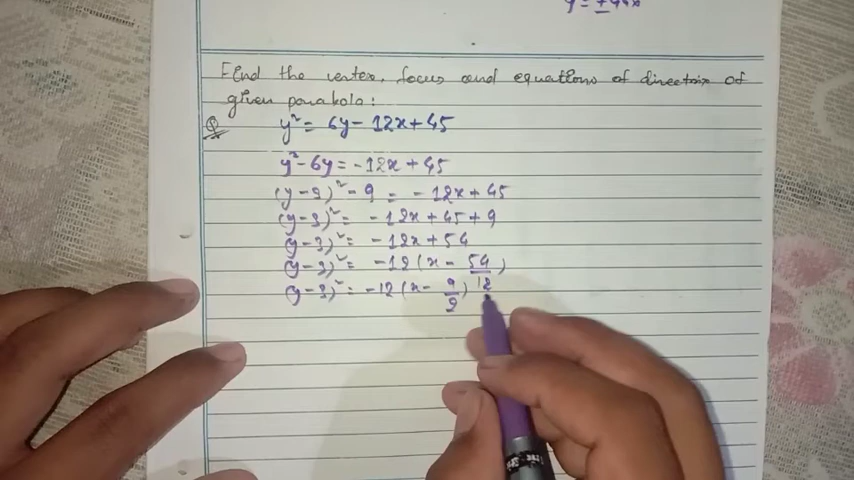 Find the vertex, focus and equations of directrix of
given parabola:
Q y² = 6y - 12x + 45
y² - 6y = -12x + 45
(y-3)² - 9 = -12x + 45
(y-3)² = -12x + 45 + 9
(y-3)² = -12x + 54
(y-3)² = -12(x - 54/12)
(y-3)² = -12(x - 9/2)